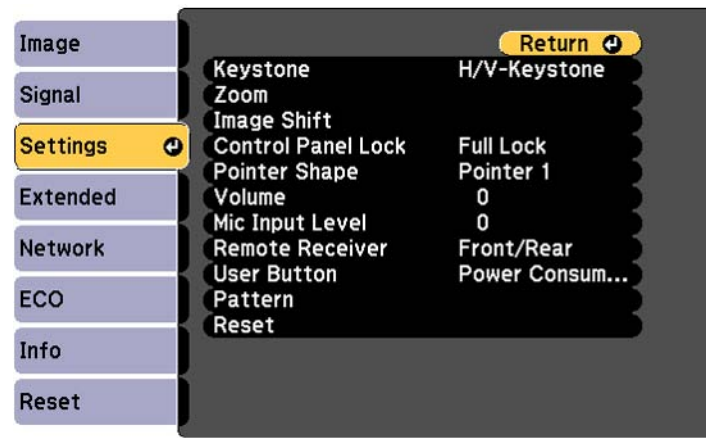 Image
Signal
Settings
Extended
Network
ECO
Info
Reset
Return
Keystone H/V-Keystone
Zoom
Image Shift
Control Panel Lock Full Lock
Pointer Shape Pointer 1
Volume 0
Mic Input Level 0
Remote Receiver Front/Rear
User Button Power Consum...
Pattern
Reset